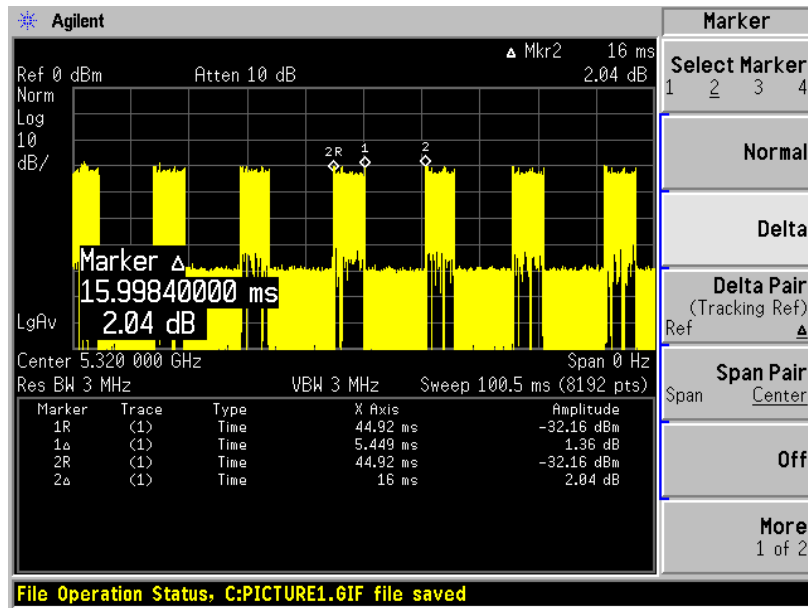 Agilent
Marker
Δ Mkr2 16 ms
Ref 0 dBm Atten 10 dB 2.04 dB
Norm
Log
10
dB/
2R 1 2
Marker Δ
15.99840000 ms
2.04 dB
LgAv
Center 5.320 000 GHz Span 0 Hz
Res BW 3 MHz VBW 3 MHz Sweep 100.5 ms (8192 pts)
Marker Trace Type X Axis Amplitude
1R (1) Time 44.92 ms -32.16 dBm
1Δ (1) Time 5.449 ms 1.36 dB
2R (1) Time 44.92 ms -32.16 dBm
2Δ (1) Time 16 ms 2.04 dB
Select Marker
1 2 3 4
Normal
Delta
Delta Pair
(Tracking Ref)
Ref Δ
Span Pair
Span Center
Off
More
1 of 2
File Operation Status, C:PICTURE1.GIF file saved